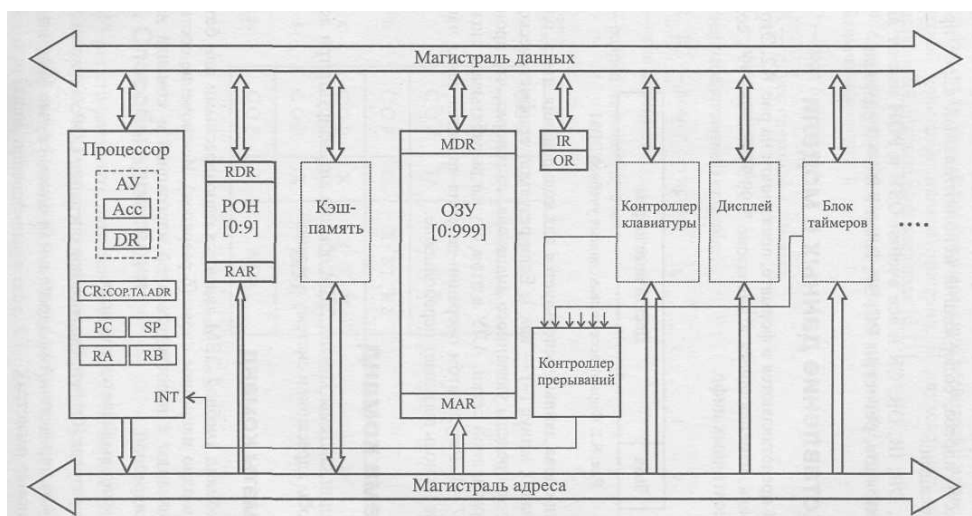 Магистраль данных
Процессор
АУ
Acc
DR
CR:COP.TA.ADR
PC
SP
RA
RB
INT
RDR
РОН
[0:9]
RAR
Кэш-
память
MDR
ОЗУ
[0:999]
MAR
IR
OR
Контроллер
клавиатуры
Дисплей
Блок
таймеров
....
Контроллер
прерываний
Магистраль адреса